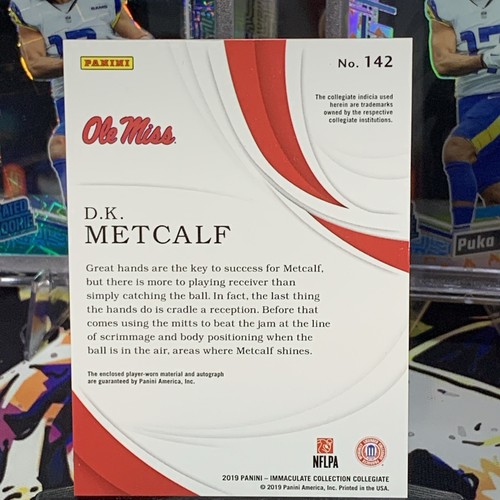 PANINI
No. 142
The collegiate indicia used
herein are trademarks
owned by the respective
collegiate institutions.
Ole Miss
D.K.
METCALF
Great hands are the key to success for Metcalf,
but there is more to playing receiver than
simply catching the ball. In fact, the last thing
the hands do is cradle a reception. Before that
comes using the mitts to beat the jam at the line
of scrimmage and body positioning when the
ball is in the air, areas where Metcalf shines.
The enclosed player-worn material and autograph
are guaranteed by Panini America, Inc.
NFLPA
2019 PANINI – IMMACULATE COLLECTION COLLEGIATE
© 2019 Panini America, Inc. Printed in the USA.
Puka